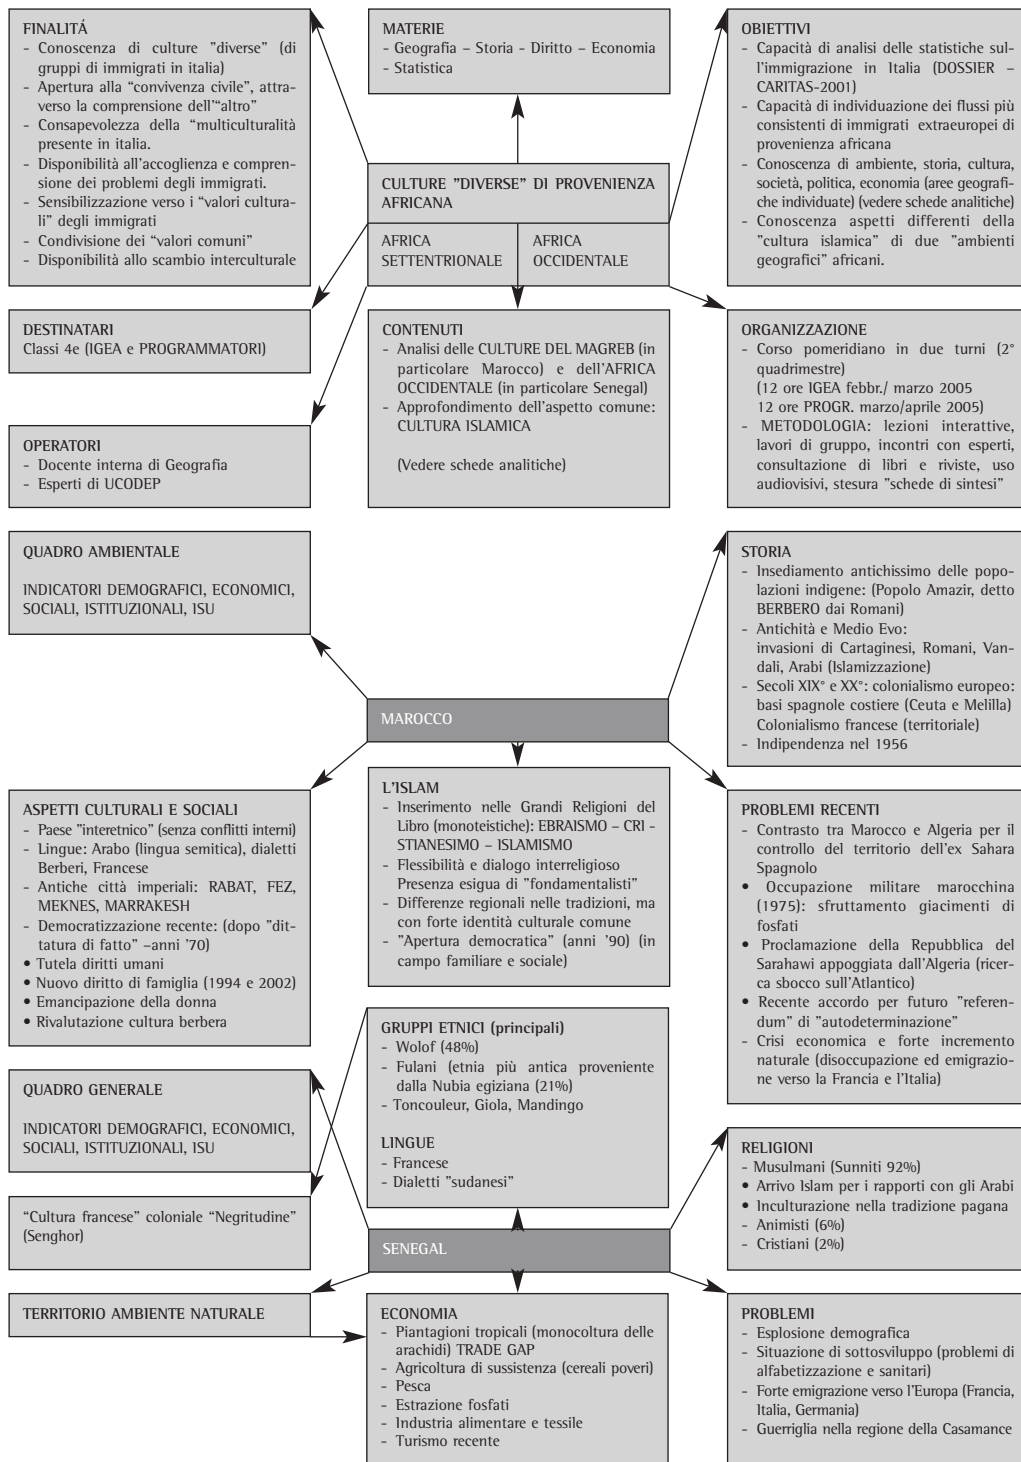 FINALITÁ
- Conoscenza di culture "diverse" (di
gruppi di immigrati in italia)
- Apertura alla “convivenza civile”, attra-
verso la comprensione dell'“altro”
- Consapevolezza della “multiculturalità
presente in italia.
- Disponibilità all'accoglienza e compren-
sione dei problemi degli immigrati.
- Sensibilizzazione verso i “valori cultura-
li” degli immigrati
- Condivisione dei “valori comuni”
- Disponibilità allo scambio interculturale
MATERIE
- Geografia – Storia - Diritto – Economia
- Statistica
OBIETTIVI
- Capacità di analisi delle statistiche sul-
l'immigrazione in Italia (DOSSIER –
CARITAS-2001)
- Capacità di individuazione dei flussi più
consistenti di immigrati extraeuropei di
provenienza africana
- Conoscenza di ambiente, storia, cultura,
società, politica, economia (aree geografi-
che individuate) (vedere schede analitiche)
- Conoscenza aspetti differenti della
"cultura islamica" di due "ambienti
geografici" africani.
CULTURE "DIVERSE" DI PROVENIENZA
AFRICANA
AFRICA
SETTENTRIONALE
AFRICA
OCCIDENTALE
DESTINATARI
Classi 4e (IGEA e PROGRAMMATORI)
CONTENUTI
- Analisi delle CULTURE DEL MAGREB (in
particolare Marocco) e dell'AFRICA
OCCIDENTALE (in particolare Senegal)
- Approfondimento dell'aspetto comune:
CULTURA ISLAMICA
(Vedere schede analitiche)
ORGANIZZAZIONE
- Corso pomeridiano in due turni (2°
quadrimestre)
(12 ore IGEA febbr./ marzo 2005
12 ore PROGR. marzo/aprile 2005)
- METODOLOGIA: lezioni interattive,
lavori di gruppo, incontri con esperti,
consultazione di libri e riviste, uso
audiovisivi, stesura "schede di sintesi"
OPERATORI
- Docente interna di Geografia
- Esperti di UCODEP
QUADRO AMBIENTALE
INDICATORI DEMOGRAFICI, ECONOMICI,
SOCIALI, ISTITUZIONALI, ISU
STORIA
- Insediamento antichissimo delle popo-
lazioni indigene: (Popolo Amazir, detto
BERBERO dai Romani)
- Antichità e Medio Evo:
invasioni di Cartaginesi, Romani, Van-
dali, Arabi (Islamizzazione)
- Secoli XIX° e XX°: colonialismo europeo:
basi spagnole costiere (Ceuta e Melilla)
Colonialismo francese (territoriale)
- Indipendenza nel 1956
MAROCCO
ASPETTI CULTURALI E SOCIALI
- Paese "interetnico" (senza conflitti interni)
- Lingue: Arabo (lingua semitica), dialetti
Berberi, Francese
- Antiche città imperiali: RABAT, FEZ,
MEKNES, MARRAKESH
- Democratizzazione recente: (dopo "dit-
tatura di fatto" –anni '70)
• Tutela diritti umani
• Nuovo diritto di famiglia (1994 e 2002)
• Emancipazione della donna
• Rivalutazione cultura berbera
L'ISLAM
- Inserimento nelle Grandi Religioni del
Libro (monoteistiche): EBRAISMO – CRI -
STIANESIMO – ISLAMISMO
- Flessibilità e dialogo interreligioso
Presenza esigua di "fondamentalisti"
- Differenze regionali nelle tradizioni, ma
con forte identità culturale comune
- "Apertura democratica" (anni '90) (in
campo familiare e sociale)
PROBLEMI RECENTI
- Contrasto tra Marocco e Algeria per il
controllo del territorio dell'ex Sahara
Spagnolo
• Occupazione militare marocchina
(1975): sfruttamento giacimenti di
fosfati
• Proclamazione della Repubblica del
Sarahawi appoggiata dall'Algeria (ricer-
ca sbocco sull'Atlantico)
• Recente accordo per futuro "referen-
dum" di "autodeterminazione"
- Crisi economica e forte incremento
naturale (disoccupazione ed emigrazio-
ne verso la Francia e l'Italia)
GRUPPI ETNICI (principali)
- Wolof (48%)
- Fulani (etnia più antica proveniente
dalla Nubia egiziana (21%)
- Toncouleur, Giola, Mandingo
LINGUE
- Francese
- Dialetti "sudanesi"
QUADRO GENERALE
INDICATORI DEMOGRAFICI, ECONOMICI,
SOCIALI, ISTITUZIONALI, ISU
RELIGIONI
- Musulmani (Sunniti 92%)
• Arrivo Islam per i rapporti con gli Arabi
• Inculturazione nella tradizione pagana
- Animisti (6%)
- Cristiani (2%)
“Cultura francese” coloniale “Negritudine”
(Senghor)
SENEGAL
TERRITORIO AMBIENTE NATURALE
ECONOMIA
- Piantagioni tropicali (monocoltura delle
arachidi) TRADE GAP
- Agricoltura di sussistenza (cereali poveri)
- Pesca
- Estrazione fosfati
- Industria alimentare e tessile
- Turismo recente
PROBLEMI
- Esplosione demografica
- Situazione di sottosviluppo (problemi di
alfabetizzazione e sanitari)
- Forte emigrazione verso l'Europa (Francia,
Italia, Germania)
- Guerriglia nella regione della Casamance